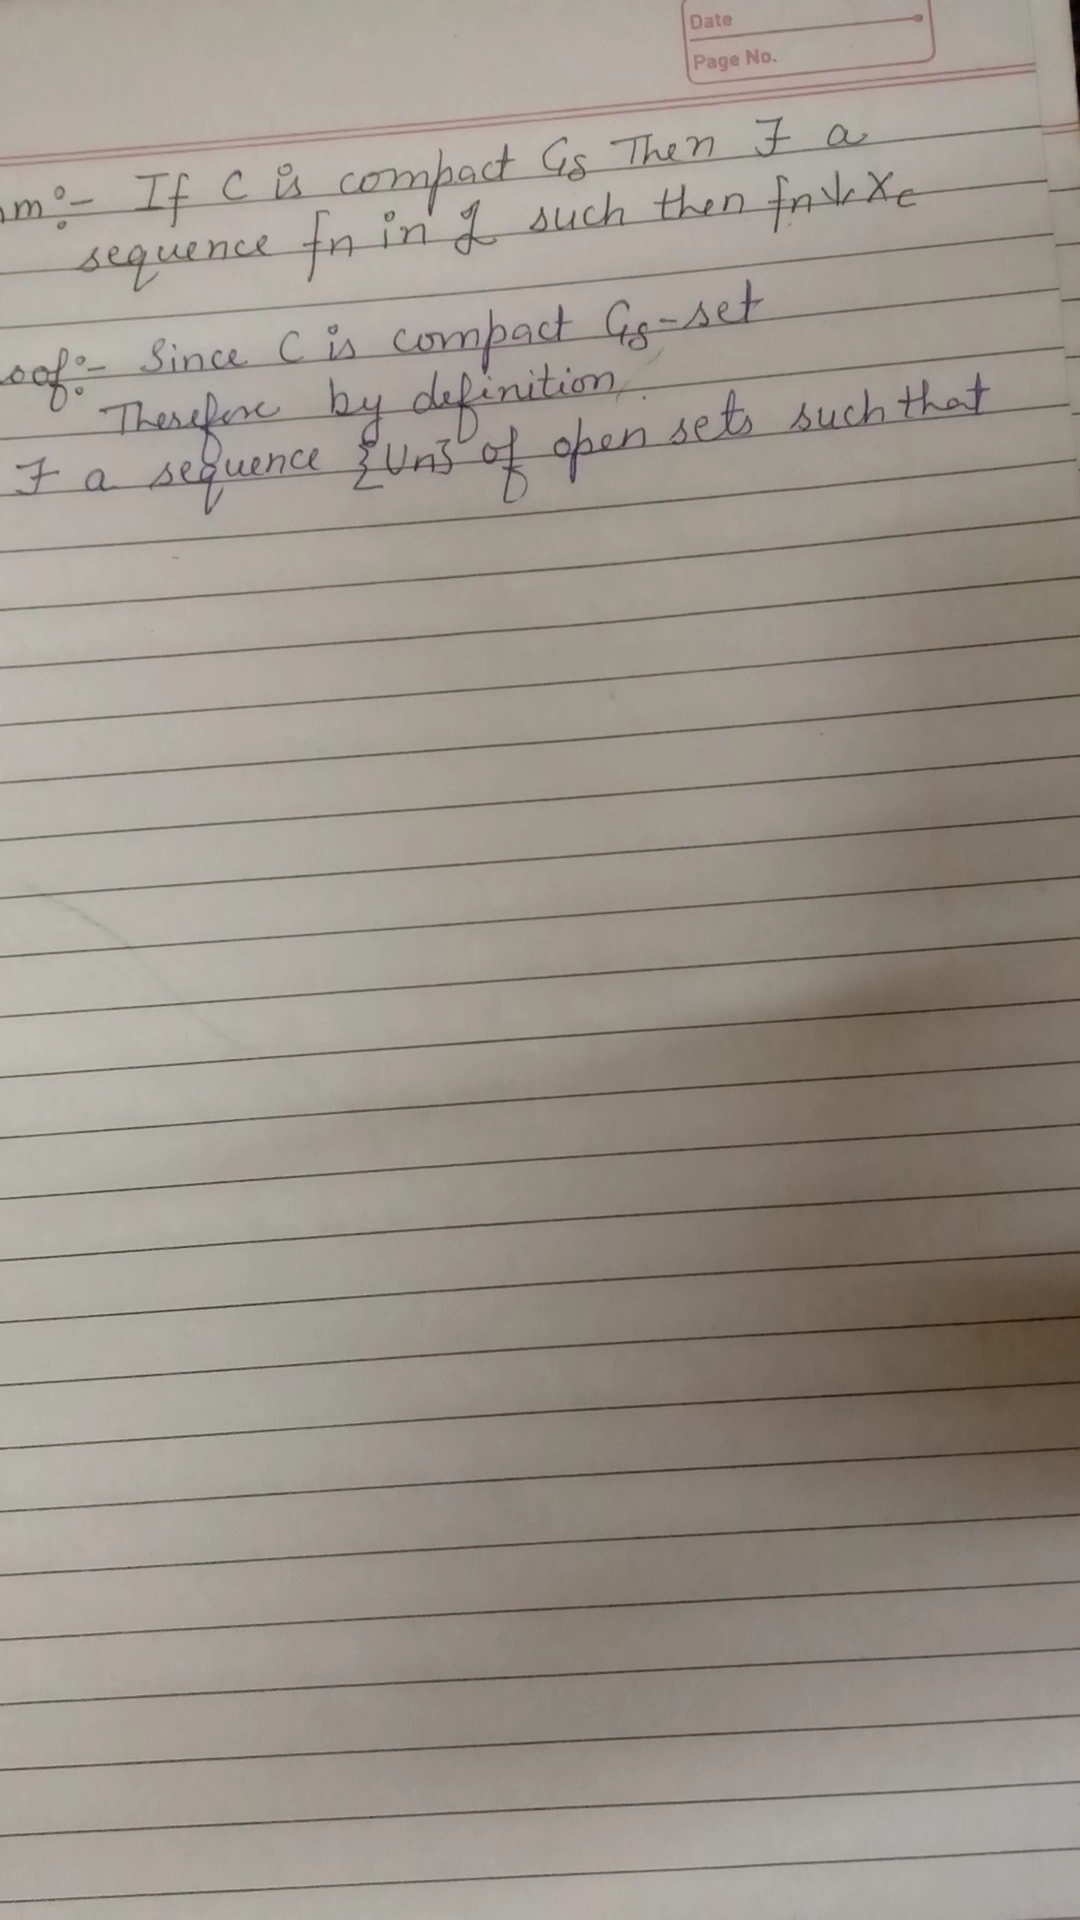 Date
Page No.
m:- If C is compact Gδ Then ∃ a
sequence fn in L such then fn ↓ χc
oof:- Since C is compact Gδ-set
Therefore by definition
∃ a sequence {Un} of open sets such that